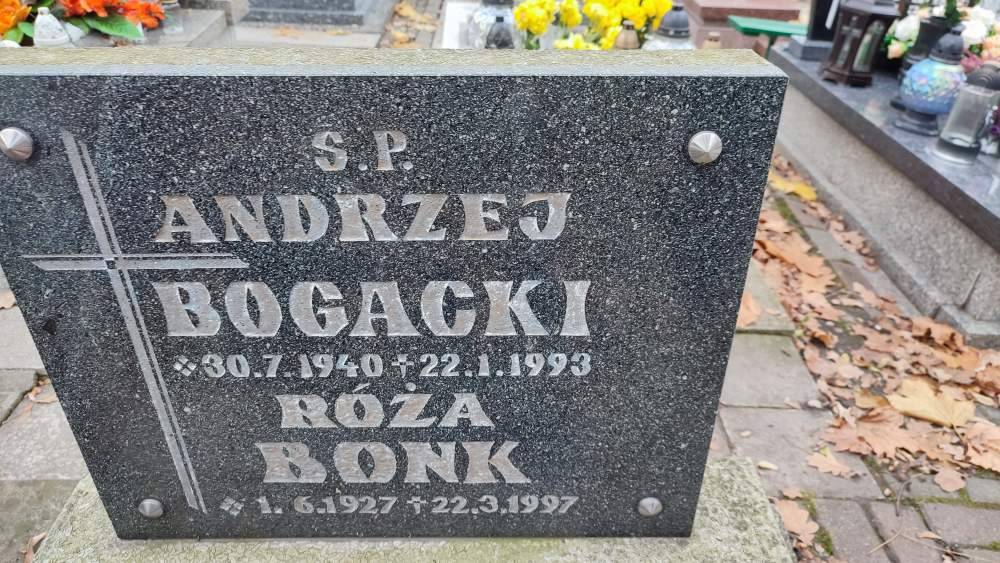 S.P.
ANDRZEJ
BOGACKI
30.7.1940 ✝ 22.1.1993
RÓŻA
BONK
1.6.1927 ✝ 22.3.1997